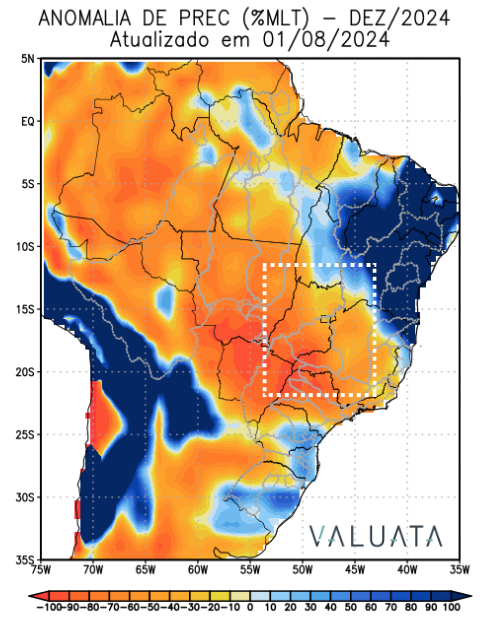 ANOMALIA DE PREC (%MLT) – DEZ/2024
Atualizado em 01/08/2024
5N
EQ
5S
10S
15S
20S
25S
30S
35S
VALUATA
75W 70W 65W 60W 55W 50W 45W 40W 35W
-100 -90 -80 -70 -60 -50 -40 -30 -20 -10 0 10 20 30 40 50 60 70 80 90 100